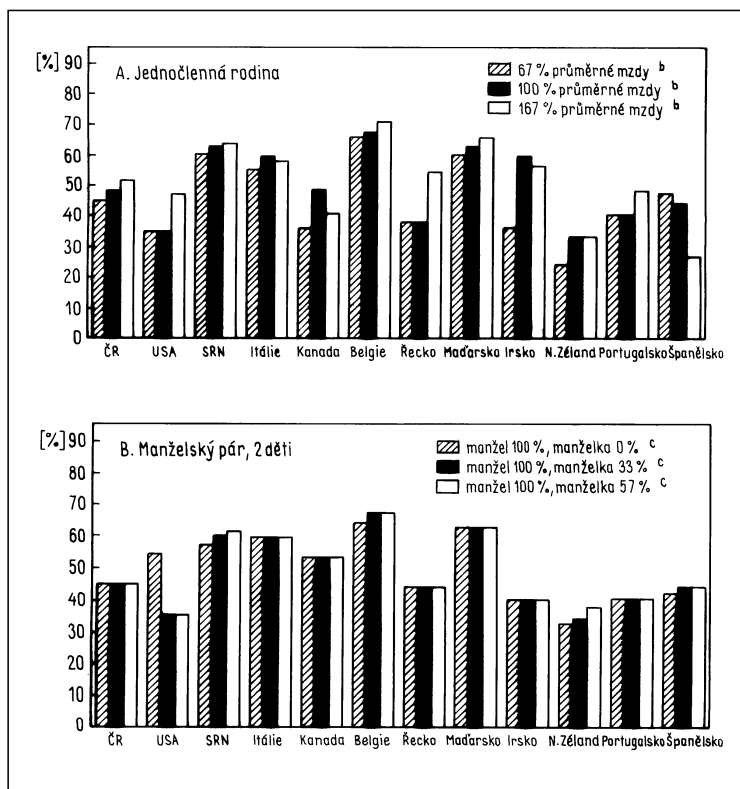 [%]
A. Jednočlenná rodina
67 % průměrné mzdy b
100 % průměrné mzdy b
167 % průměrné mzdy b
90
80
70
60
50
40
30
20
10
0
ČR USA SRN Itálie Kanada Belgie Řecko Maďarsko Irsko N.Zéland Portugalsko Španělsko
[%]
B. Manželský pár, 2 děti
manžel 100 %, manželka 0 % c
manžel 100 %, manželka 33 % c
manžel 100 %, manželka 57 % c
90
80
70
60
50
40
30
20
10
0
ČR USA SRN Itálie Kanada Belgie Řecko Maďarsko Irsko N.Zéland Portugalsko Španělsko